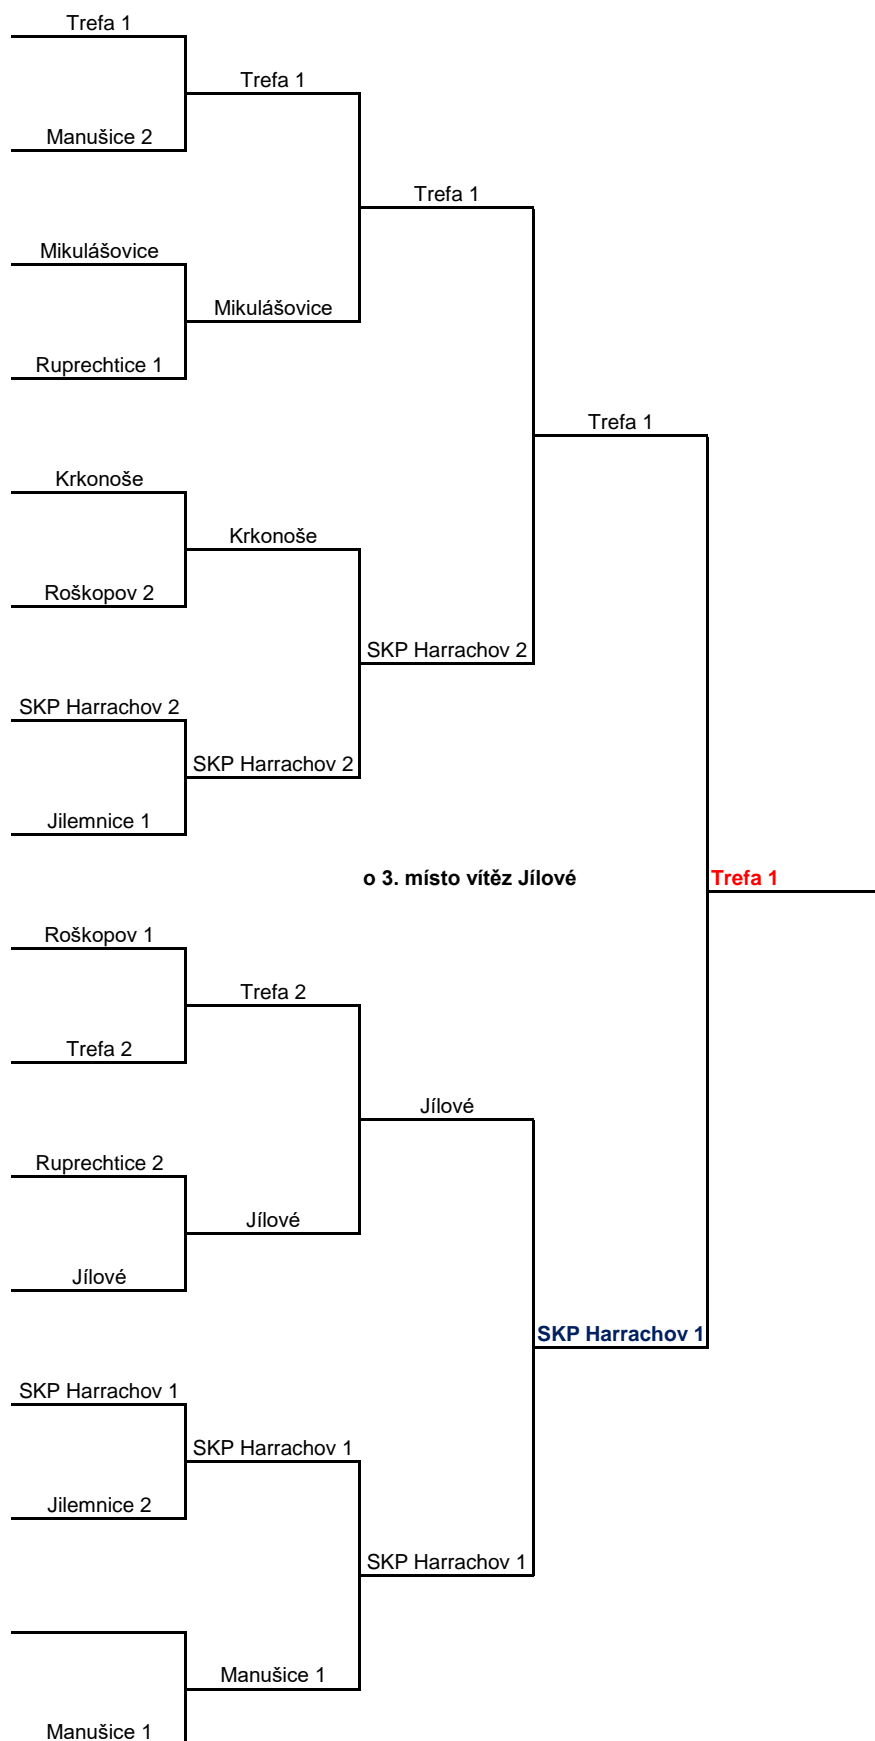 Trefa 1
Trefa 1
Manušice 2
Trefa 1
Mikulášovice
Mikulášovice
Ruprechtice 1
Trefa 1
Krkonoše
Krkonoše
Roškopov 2
SKP Harrachov 2
SKP Harrachov 2
SKP Harrachov 2
Jilemnice 1
o 3. místo vítěz Jílové
Trefa 1
Roškopov 1
Trefa 2
Trefa 2
Jílové
Ruprechtice 2
Jílové
Jílové
SKP Harrachov 1
SKP Harrachov 1
SKP Harrachov 1
Jilemnice 2
SKP Harrachov 1
Manušice 1
Manušice 1